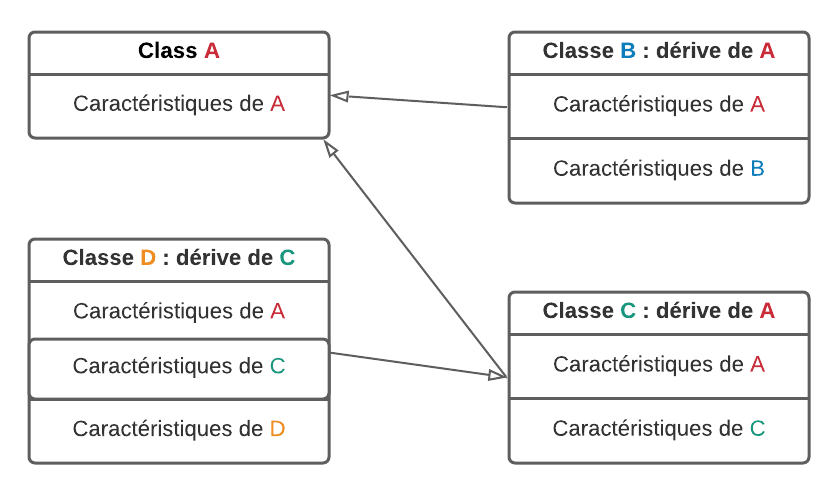 Class A
Caractéristiques de A
Classe B : dérive de A
Caractéristiques de A
Caractéristiques de B
Classe D : dérive de C
Caractéristiques de A
Caractéristiques de C
Caractéristiques de D
Classe C : dérive de A
Caractéristiques de A
Caractéristiques de C